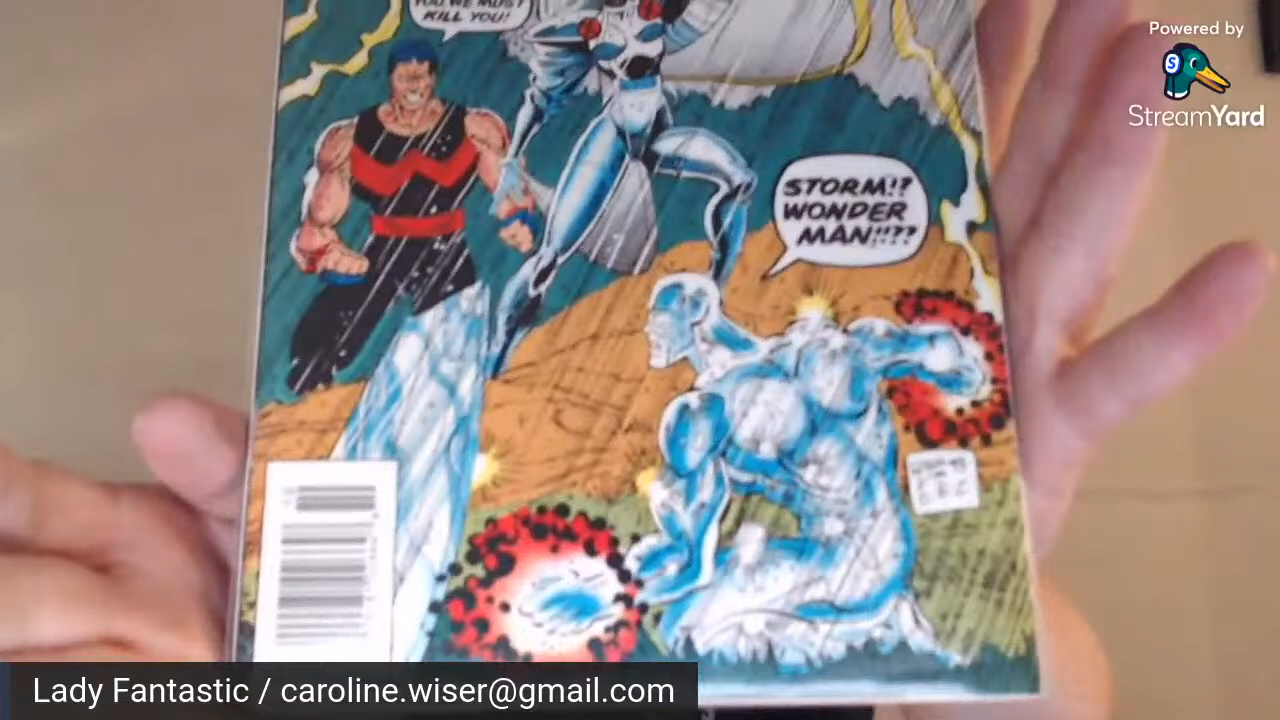 YOU WE MUST
KILL YOU!
Powered by
StreamYard
STORM!?
WONDER
MAN!!??
Lady Fantastic / caroline.wiser@gmail.com